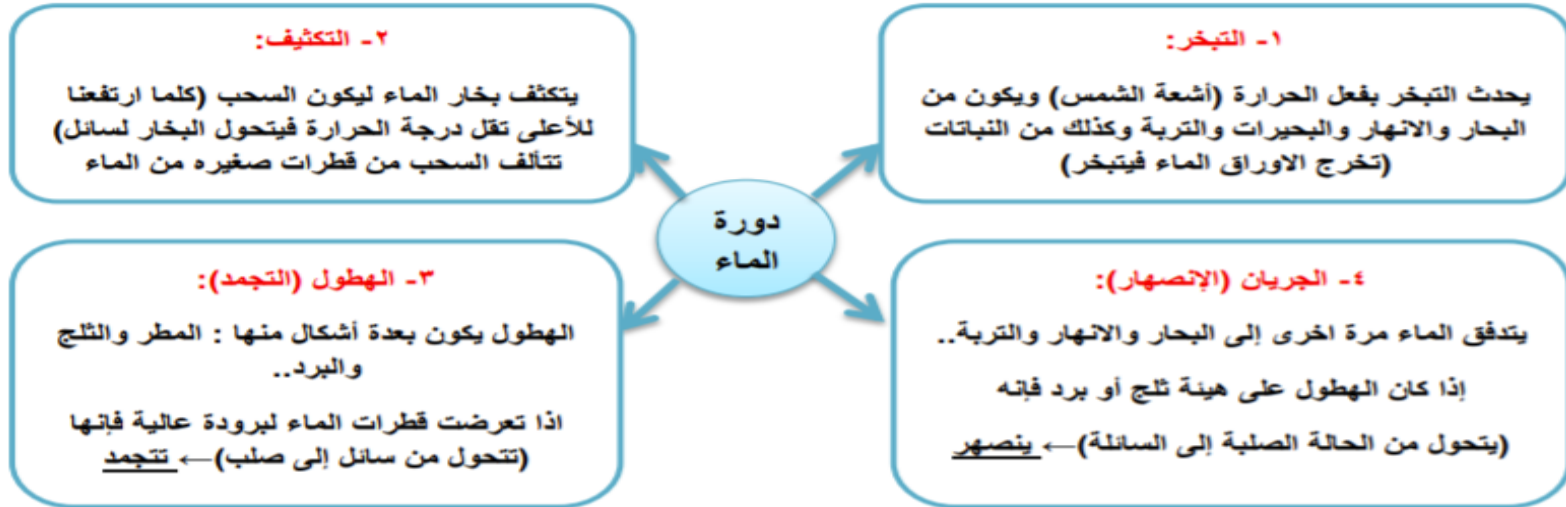 ١- التبخر:
يحدث التبخر بفعل الحرارة (أشعة الشمس) ويكون من
البحار والانهار والبحيرات والتربة وكذلك من النباتات
(تخرج الاوراق الماء فيتبخر)
٢- التكثيف:
يتكثف بخار الماء ليكون السحب (كلما ارتفعنا
للأعلى تقل درجة الحرارة فيتحول البخار لسائل)
تتألف السحب من قطرات صغيره من الماء
دورة
الماء
٣- الهطول (التجمد):
الهطول يكون بعدة أشكال منها : المطر والثلج
والبرد..
اذا تعرضت قطرات الماء لبرودة عالية فإنها
(تتحول من سائل إلى صلب)← تتجمد
٤- الجريان (الإنصهار):
يتدفق الماء مرة اخرى إلى البحار والانهار والتربة..
إذا كان الهطول على هيئة ثلج أو برد فإنه
(يتحول من الحالة الصلبة إلى السائلة)← ينصهر